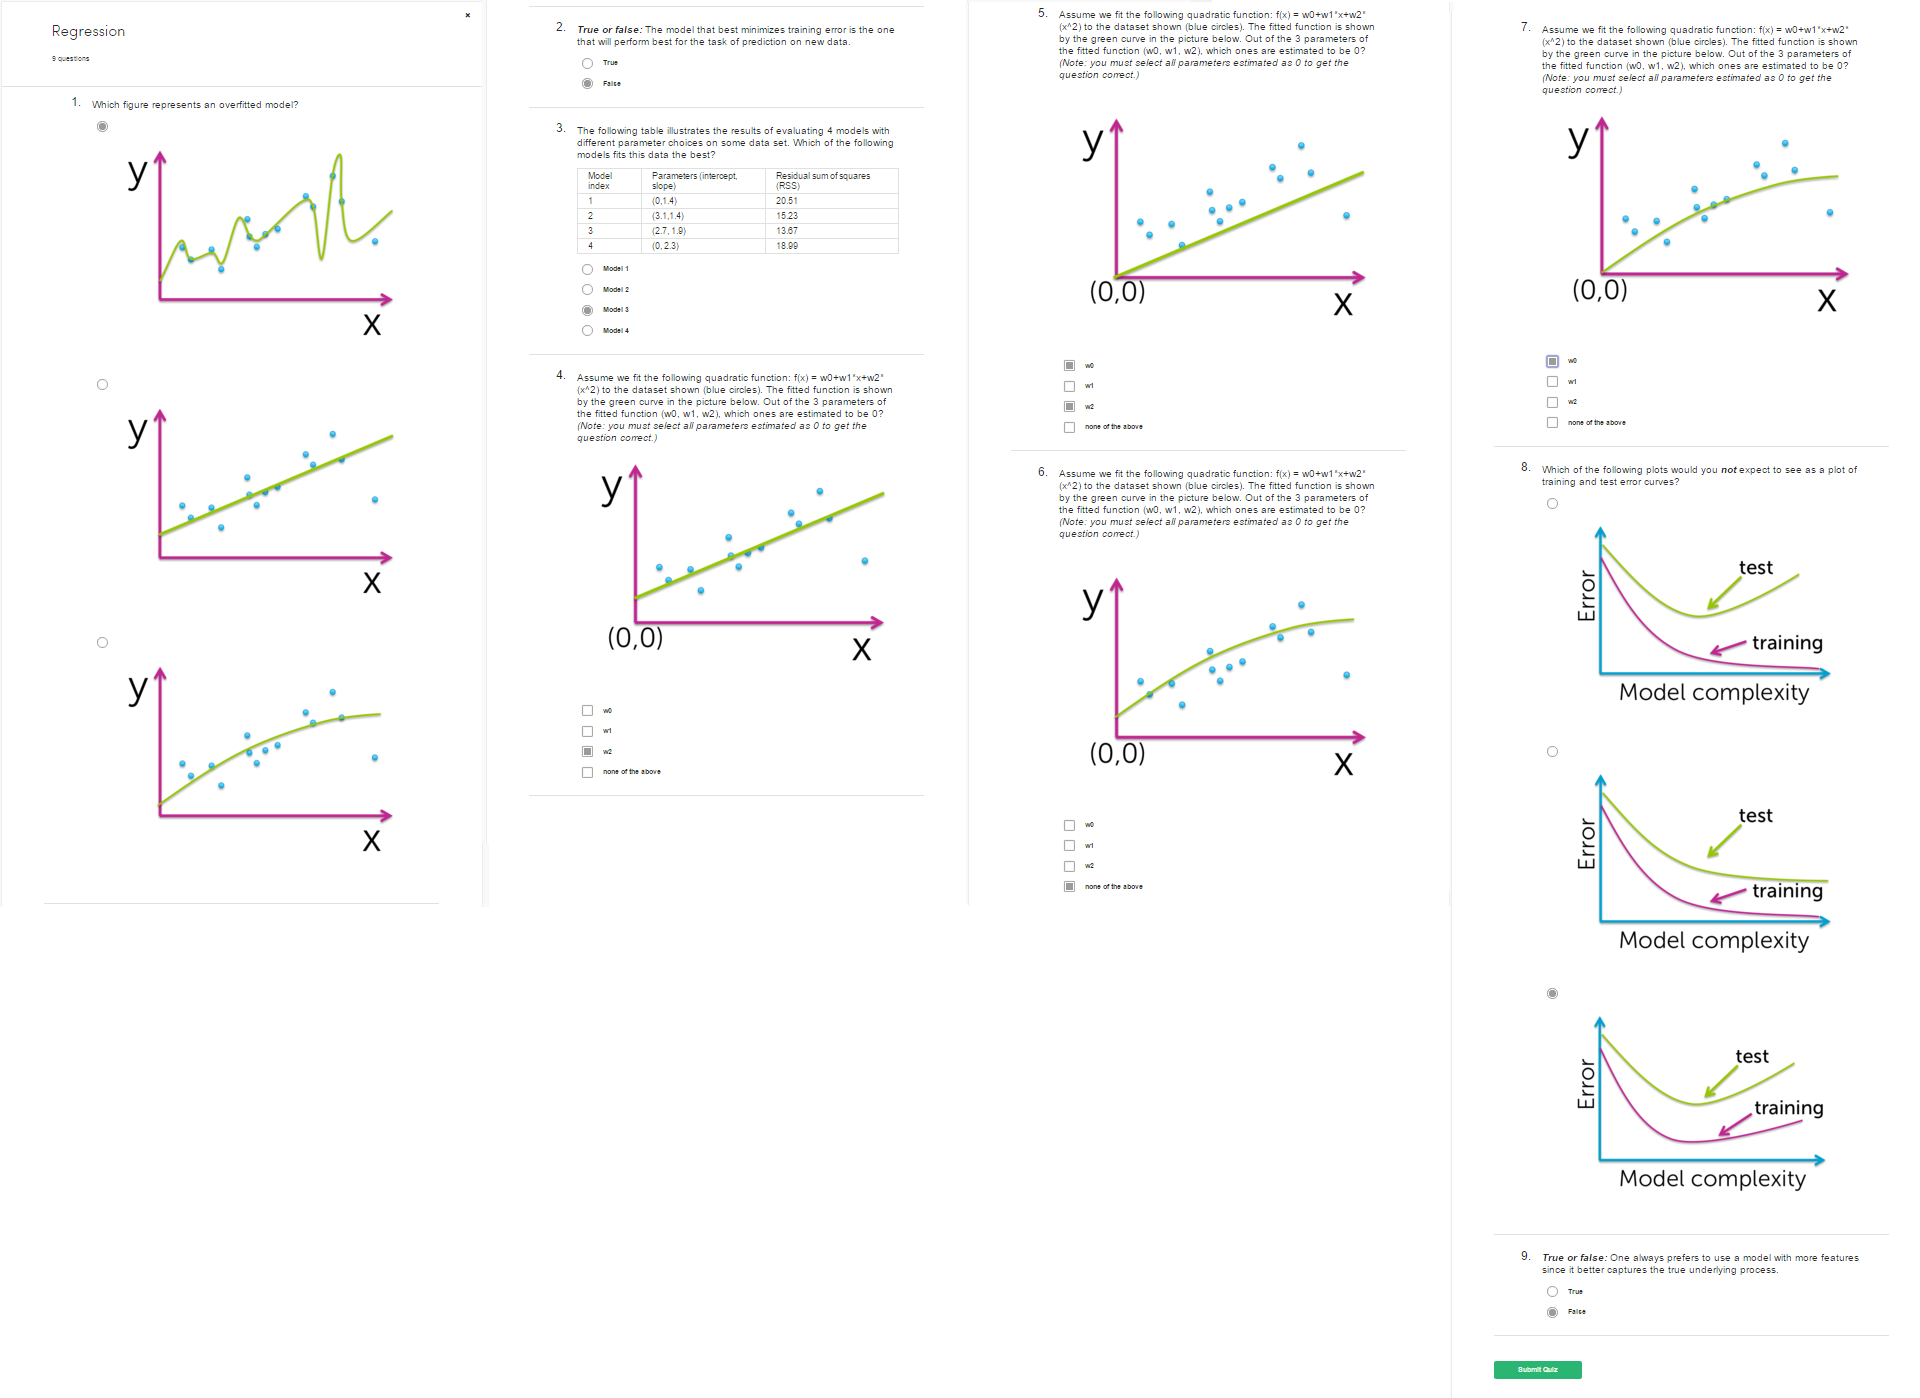 ×
Regression
9 questions
1. Which figure represents an overfitted model?
y
x
y
x
y
x
2. True or false: The model that best minimizes training error is the one
that will perform best for the task of prediction on new data.
True
False
3. The following table illustrates the results of evaluating 4 models with
different parameter choices on some data set. Which of the following
models fits this data the best?
Model index Parameters (intercept, slope) Residual sum of squares (RSS)
1 (0,1.4) 20.51
2 (3.1,1.4) 15.23
3 (2.7, 1.9) 13.67
4 (0, 2.3) 18.99
Model 1
Model 2
Model 3
Model 4
4. Assume we fit the following quadratic function: f(x) = w0+w1*x+w2*
(x^2) to the dataset shown (blue circles). The fitted function is shown
by the green curve in the picture below. Out of the 3 parameters of
the fitted function (w0, w1, w2), which ones are estimated to be 0?
(Note: you must select all parameters estimated as 0 to get the
question correct.)
y
(0,0)
x
w0
w1
w2
none of the above
5. Assume we fit the following quadratic function: f(x) = w0+w1*x+w2*
(x^2) to the dataset shown (blue circles). The fitted function is shown
by the green curve in the picture below. Out of the 3 parameters of
the fitted function (w0, w1, w2), which ones are estimated to be 0?
(Note: you must select all parameters estimated as 0 to get the
question correct.)
y
(0,0)
x
w0
w1
w2
none of the above
6. Assume we fit the following quadratic function: f(x) = w0+w1*x+w2*
(x^2) to the dataset shown (blue circles). The fitted function is shown
by the green curve in the picture below. Out of the 3 parameters of
the fitted function (w0, w1, w2), which ones are estimated to be 0?
(Note: you must select all parameters estimated as 0 to get the
question correct.)
y
(0,0)
x
w0
w1
w2
none of the above
7. Assume we fit the following quadratic function: f(x) = w0+w1*x+w2*
(x^2) to the dataset shown (blue circles). The fitted function is shown
by the green curve in the picture below. Out of the 3 parameters of
the fitted function (w0, w1, w2), which ones are estimated to be 0?
(Note: you must select all parameters estimated as 0 to get the
question correct.)
y
(0,0)
x
w0
w1
w2
none of the above
8. Which of the following plots would you not expect to see as a plot of
training and test error curves?
Error
test
training
Model complexity
Error
test
training
Model complexity
Error
test
training
Model complexity
9. True or false: One always prefers to use a model with more features
since it better captures the true underlying process.
True
False
Submit Quiz